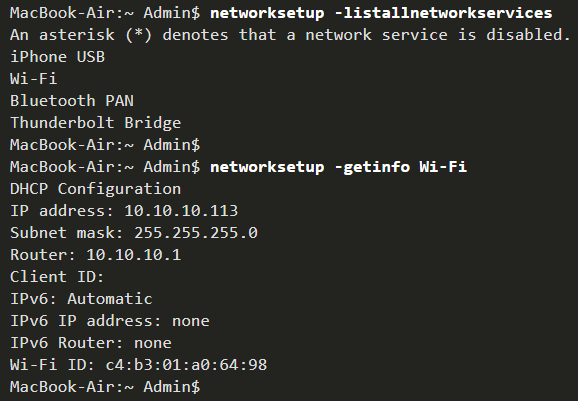 MacBook-Air:~ Admin$ networksetup -listallnetworkservices
An asterisk (*) denotes that a network service is disabled.
iPhone USB
Wi-Fi
Bluetooth PAN
Thunderbolt Bridge
MacBook-Air:~ Admin$
MacBook-Air:~ Admin$ networksetup -getinfo Wi-Fi
DHCP Configuration
IP address: 10.10.10.113
Subnet mask: 255.255.255.0
Router: 10.10.10.1
Client ID:
IPv6: Automatic
IPv6 IP address: none
IPv6 Router: none
Wi-Fi ID: c4:b3:01:a0:64:98
MacBook-Air:~ Admin$